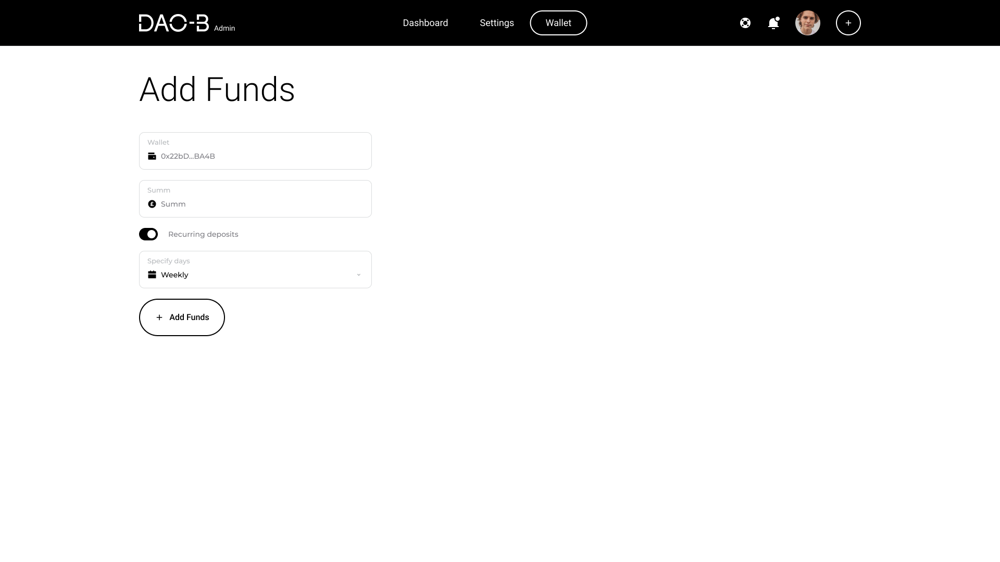 DAO-B Admin
Dashboard
Settings
Wallet
Add Funds
Wallet
0x22bD...BA4B
Summ
Summ
Recurring deposits
Specify days
Weekly
+ Add Funds